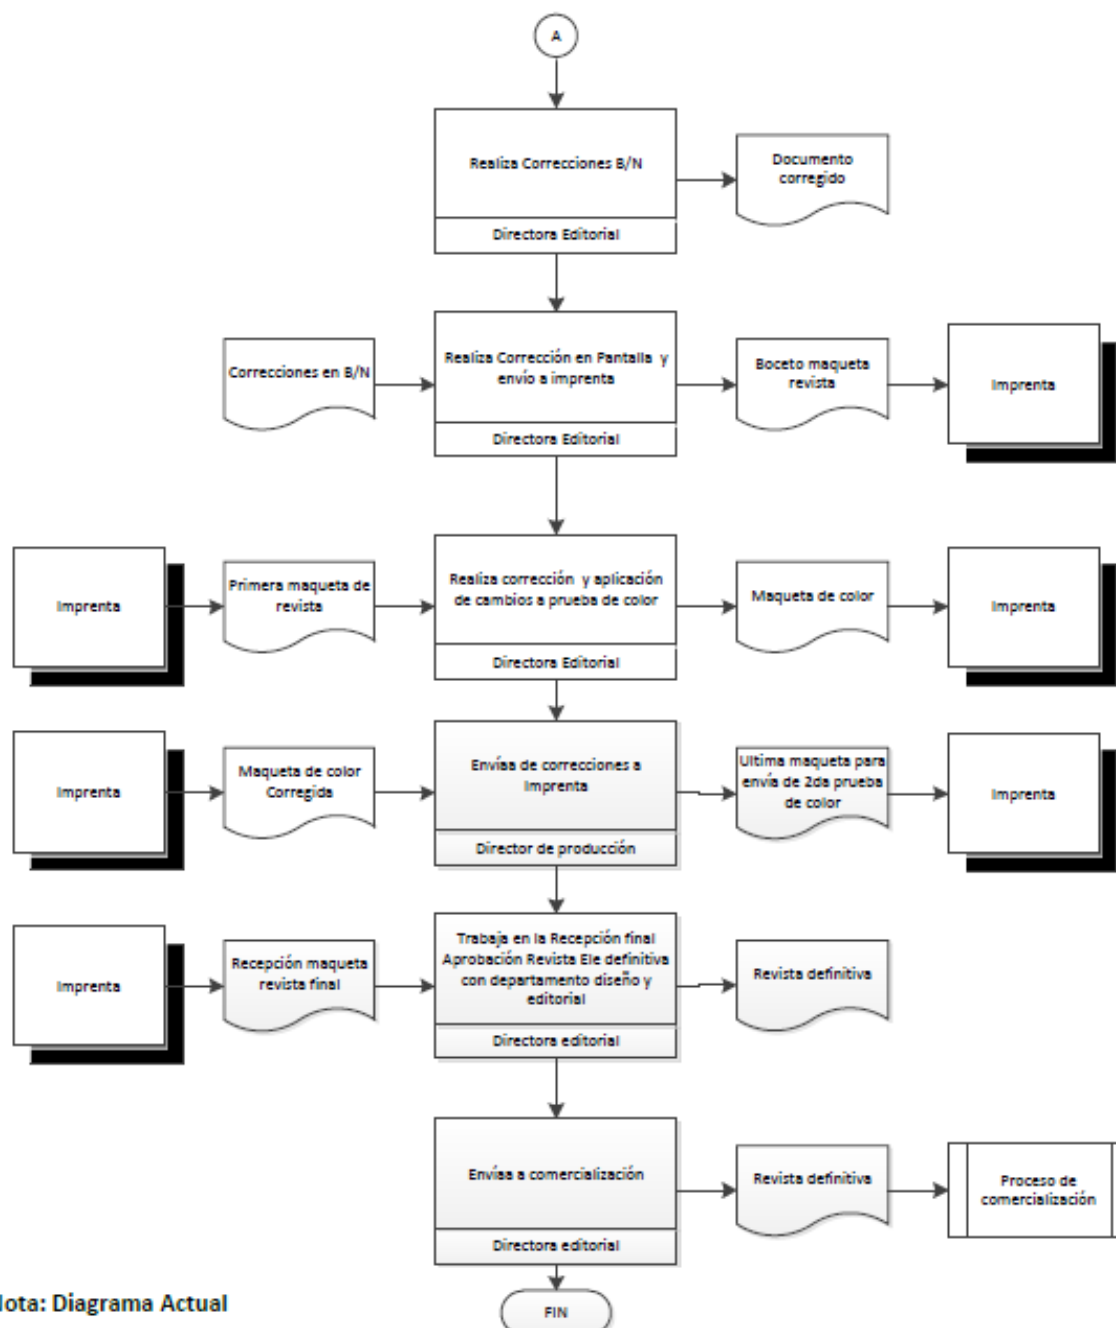 A
Realiza Correcciones B/N
Directora Editorial
Documento
corregido
Correcciones en B/N
Realiza Corrección en Pantalla y
envío a imprenta
Directora Editorial
Boceto maqueta
revista
Imprenta
Imprenta
Primera maqueta de
revista
Realiza corrección y aplicación
de cambios a prueba de color
Directora Editorial
Maqueta de color
Imprenta
Imprenta
Maqueta de color
Corregida
Envíaa de correcciones a
Imprenta
Director de producción
Ultima maqueta para
envía de 2da prueba
de color
Imprenta
Imprenta
Recepción maqueta
revista final
Trabaja en la Recepción final
Aprobación Revista Ele definitiva
con departamento diseño y
editorial
Directora editorial
Revista definitiva
Envíaa a comercialización
Directora editorial
Revista definitiva
Proceso de
comercialización
FIN
lota: Diagrama Actual